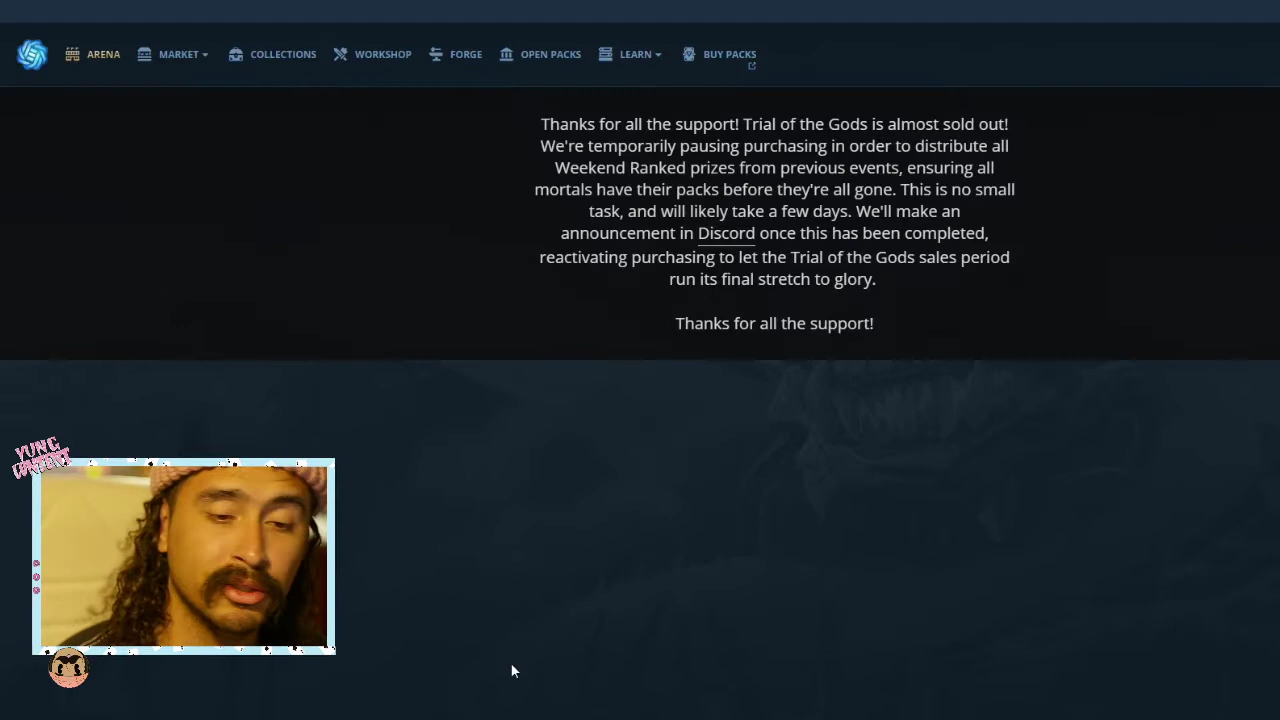 ARENA MARKET COLLECTIONS WORKSHOP FORGE OPEN PACKS LEARN BUY PACKS
Thanks for all the support! Trial of the Gods is almost sold out!
We're temporarily pausing purchasing in order to distribute all
Weekend Ranked prizes from previous events, ensuring all
mortals have their packs before they're all gone. This is no small
task, and will likely take a few days. We'll make an
announcement in Discord once this has been completed,
reactivating purchasing to let the Trial of the Gods sales period
run its final stretch to glory.
Thanks for all the support!
YUNG
CONTENT